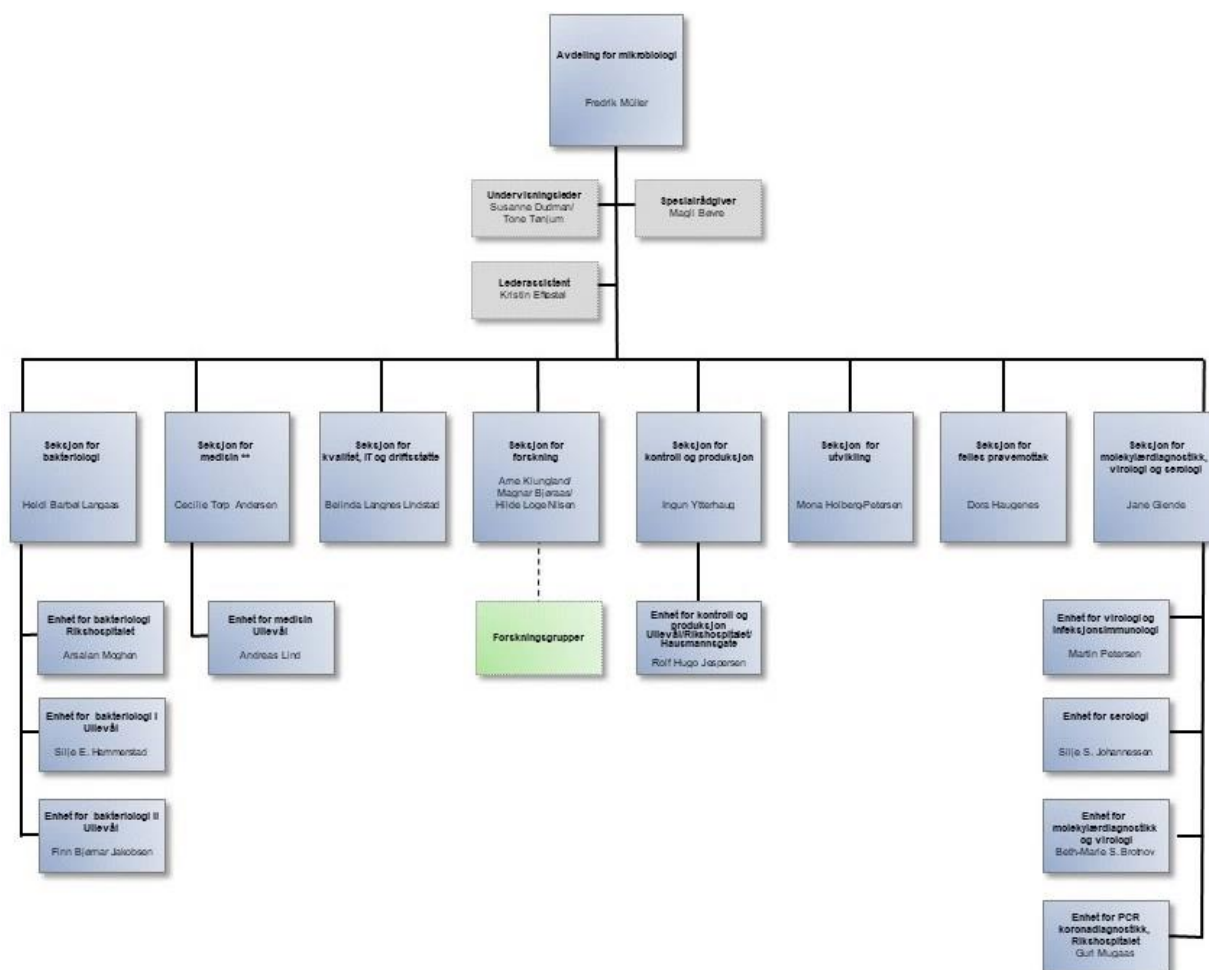 Avdeling for mikrobiologi
Fredrik Müller
Undervisningsleder
Susanne Dudman/
Tone Tønjum
Spesialrådgiver
Magli Bøvre
Lederassistent
Kristin Efløstøl
Seksjon for
bakteriologi
Heidi Barbøl Langaas
Seksjon for
medisin **
Cecilie Torp Andersen
Seksjon for
kvalitet, IT og driftsstøtte
Belinda Langnes Lindstad
Seksjon for
forskning
Arne Klungland/
Magnar Bjøraas/
Hilde Loge Nilsen
Seksjon for
kontroll og produksjon
Ingun Ytterhaug
Seksjon for
utvikling
Mona Holberg-Petersen
Seksjon for
felles prøvemottak
Dora Haugenes
Seksjon for
molekylærdiagnostikk,
virologi og serologi
Jane Glende
Enhet for bakteriologi
Rikshospitalet
Arsalan Moghen
Enhet for bakteriologi I
Ullevål
Silje E. Hammerstad
Enhet for bakteriologi II
Ullevål
Finn Bjørnar Jakobsen
Enhet for medisin
Ullevål
Andreas Lind
Forskningsgrupper
Enhet for kontroll og
produksjon
Ullevål/Rikshospitalet/
Hausmannsgate
Rolf Hugo Jespersen
Enhet for virologi og
infeksjonsimmunologi
Martin Petersen
Enhet for serologi
Silje S. Johannessen
Enhet for
molekylærdiagnostikk
og virologi
Beth-Marie S. Brotnov
Enhet for PCR
koronadiagnostikk,
Rikshospitalet
Guri Mugaas